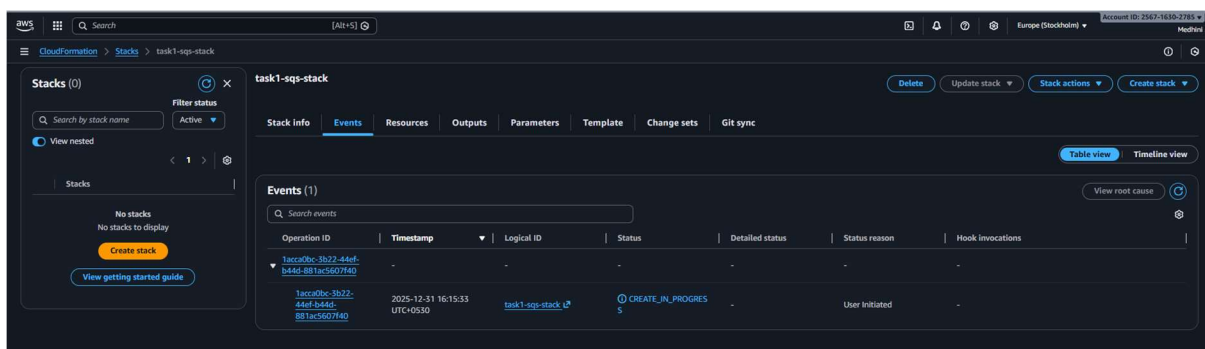 aws
Search
[Alt+S]
Europe (Stockholm)
Account ID: 2567-1630-2785
Medhini
CloudFormation > Stacks > task1-sqs-stack
Stacks (0)
Filter status
Search by stack name
Active
View nested
1
Stacks
No stacks
No stacks to display
Create stack
View getting started guide
task1-sqs-stack
Delete
Update stack
Stack actions
Create stack
Stack info
Events
Resources
Outputs
Parameters
Template
Change sets
Git sync
Table view
Timeline view
Events (1)
View root cause
Search events
Operation ID
Timestamp
Logical ID
Status
Detailed status
Status reason
Hook invocations
1acca0bc-3b22-44ef-
b44d-881ac5607f40
-
-
-
-
-
-
1acca0bc-3b22-
44ef-b44d-
881ac5607f40
2025-12-31 16:15:33
UTC+0530
task1-sqs-stack
CREATE_IN_PROGRES
S
-
User Initiated
-